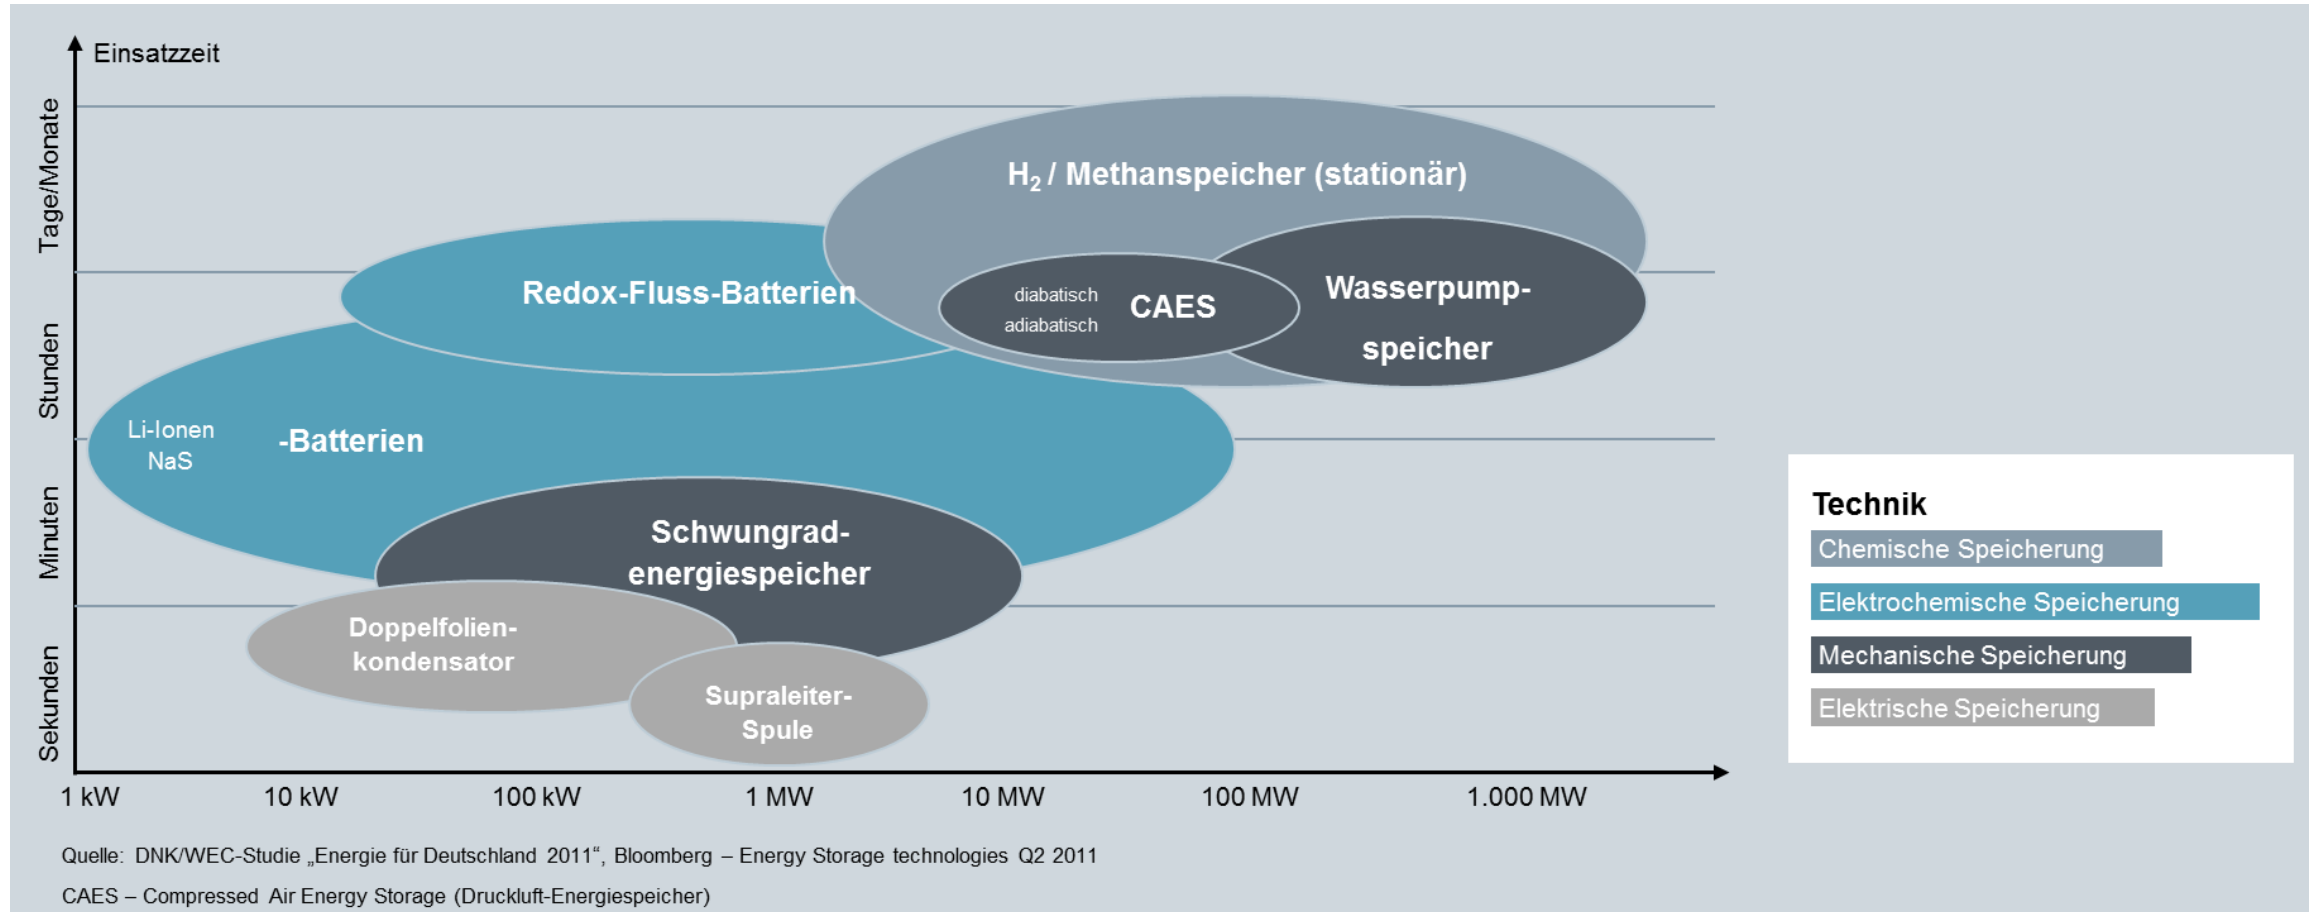 Einsatzzeit
Tage/Monate
Stunden
Minuten
Sekunden
H₂ / Methanspeicher (stationär)
Redox-Fluss-Batterien
diabatisch
adiabatisch
CAES
Wasserpump-
speicher
Li-Ionen
NaS
-Batterien
Schwungrad-
energiespeicher
Doppelfolien-
kondensator
Supraleiter-
Spule
1 kW 10 kW 100 kW 1 MW 10 MW 100 MW 1.000 MW
Technik
Chemische Speicherung
Elektrochemische Speicherung
Mechanische Speicherung
Elektrische Speicherung
Quelle: DNK/WEC-Studie „Energie für Deutschland 2011“, Bloomberg – Energy Storage technologies Q2 2011
CAES – Compressed Air Energy Storage (Druckluft-Energiespeicher)